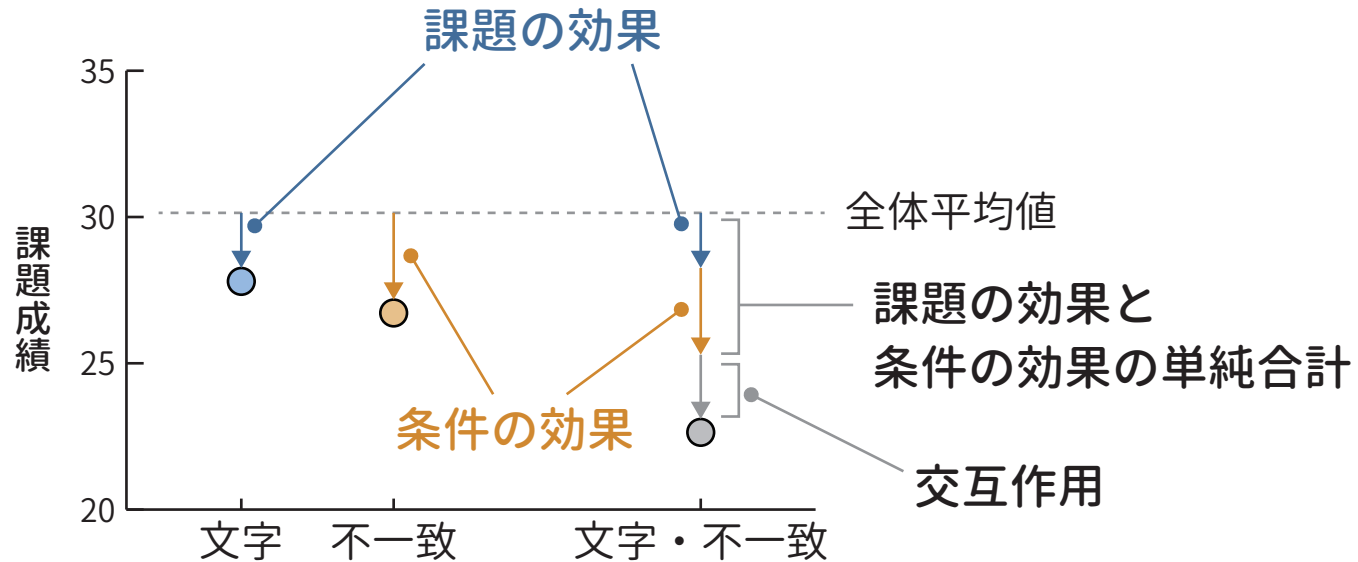 課題の効果
35
30
25
20
課題成績
全体平均値
課題の効果と
条件の効果の単純合計
条件の効果
交互作用
文字
不一致
文字・不一致